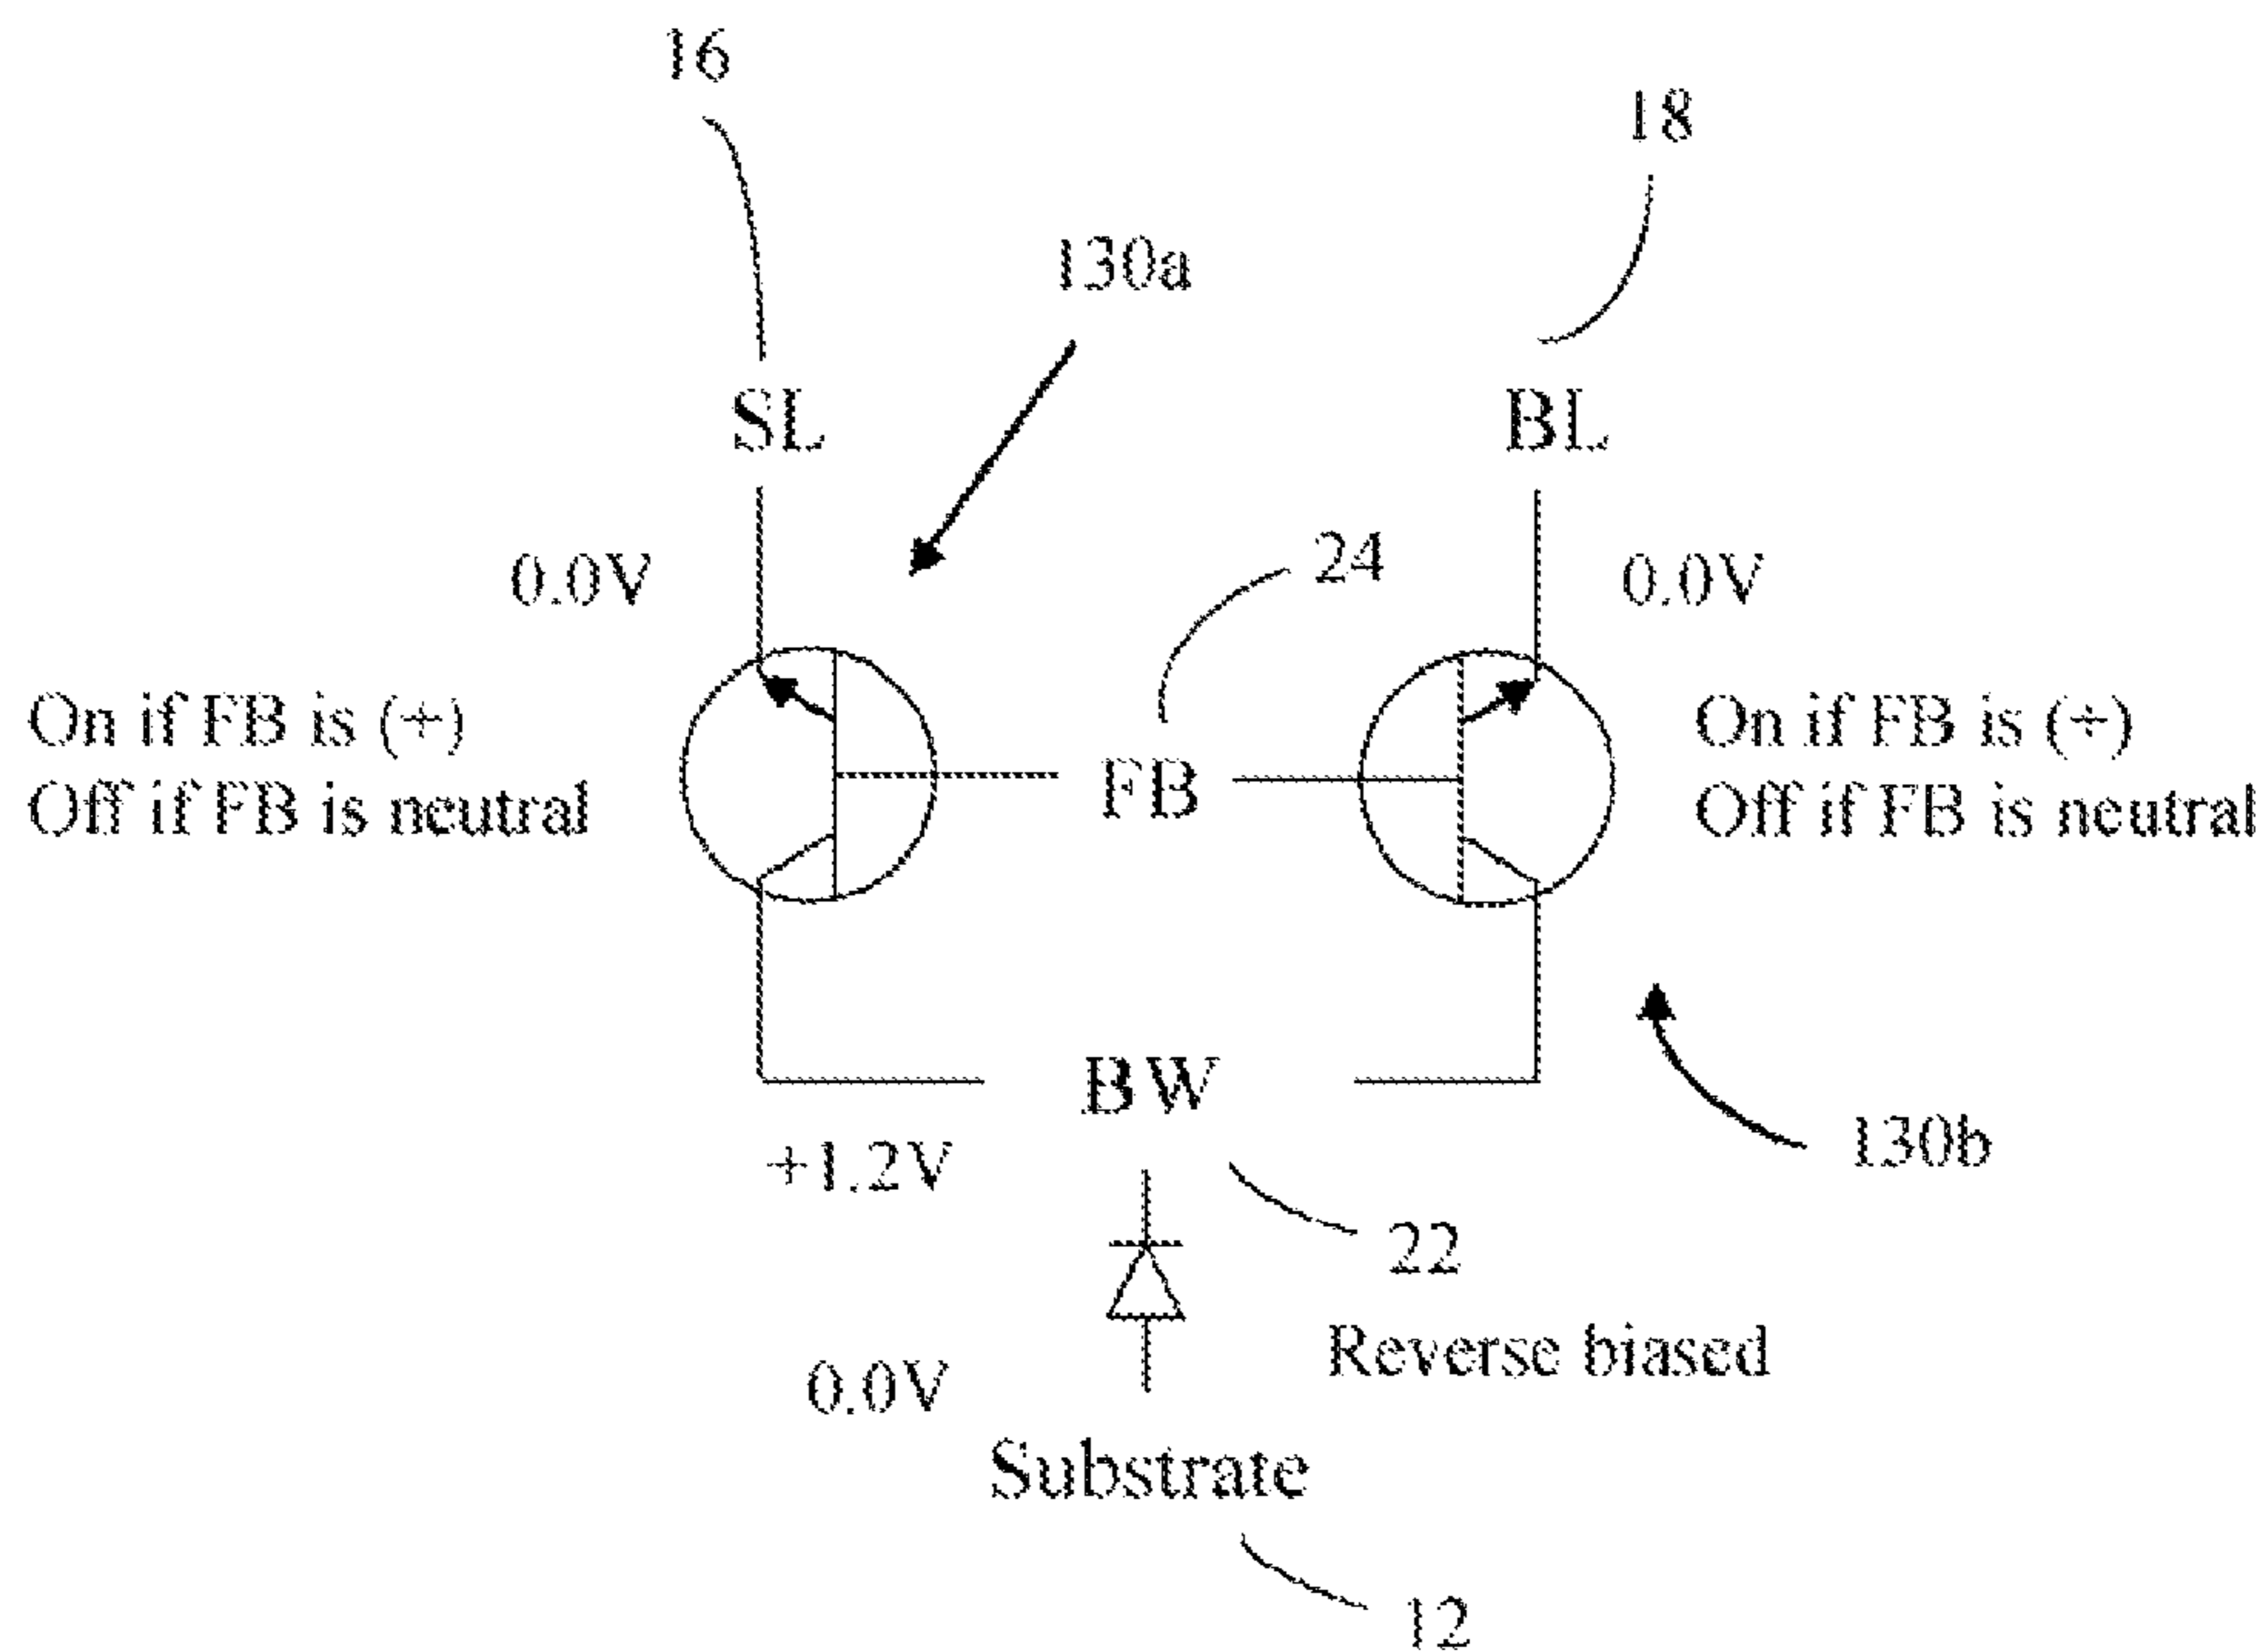 16
18
130a
SL
BL
0.0V
24
0.0V
On if FB is (+)
Off if FB is neutral
FB
On if FB is (+)
Off if FB is neutral
BW
+1.2V
130b
22
Reverse biased
0.0V
Substrate
12